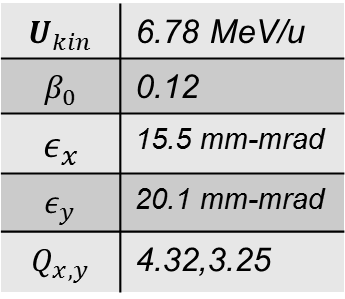 U_kin 6.78 MeV/u
β_0 0.12
ϵ_x 15.5 mm-mrad
ϵ_y 20.1 mm-mrad
Q_x,y 4.32,3.25